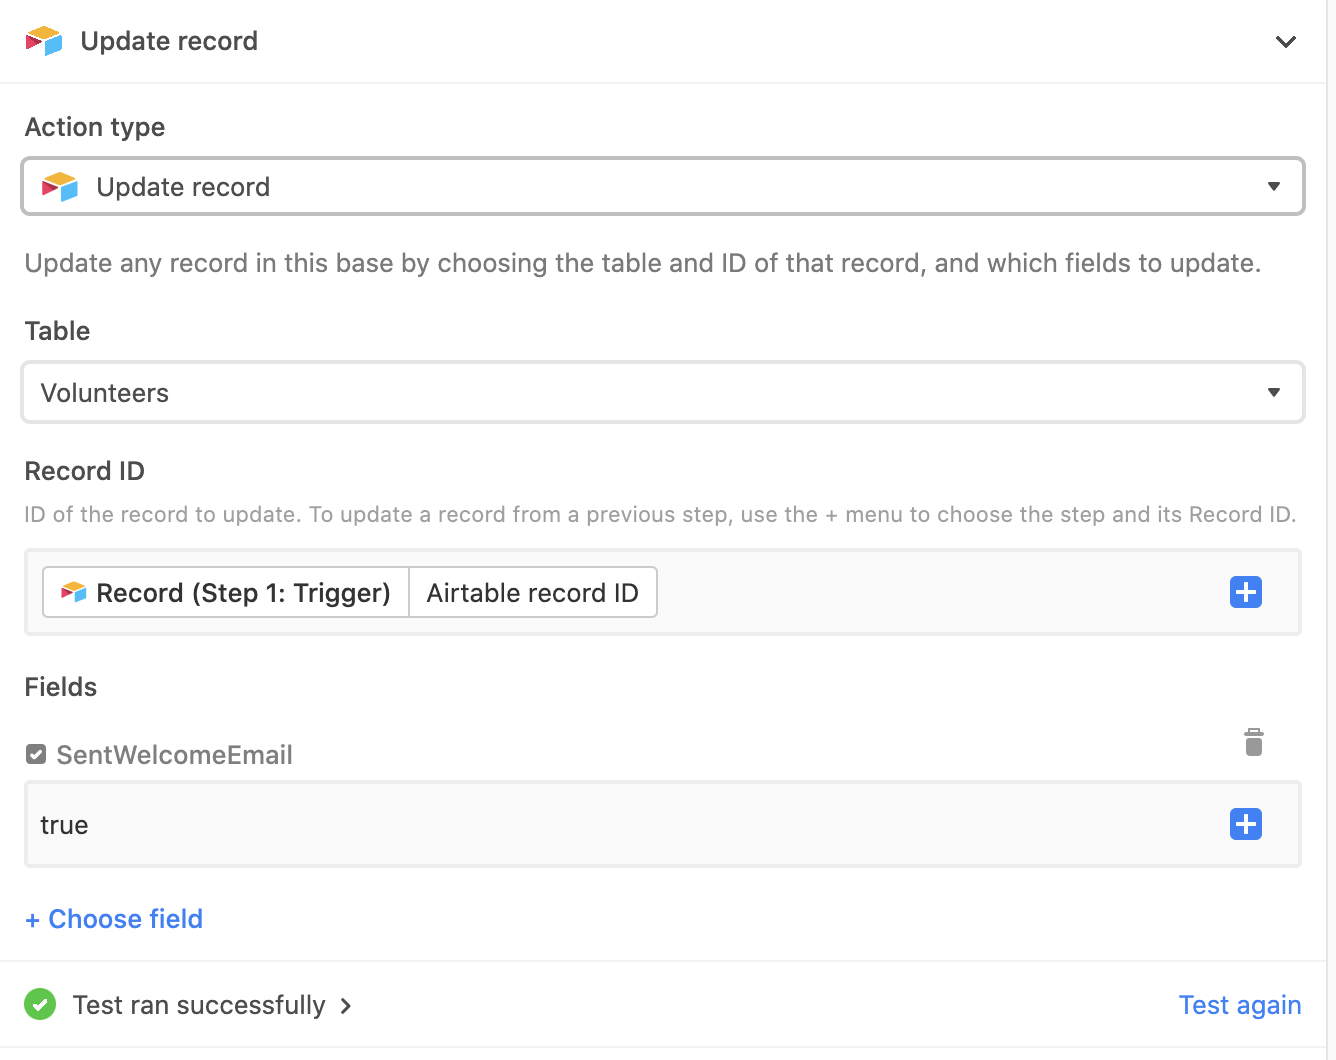 Update record
Action type
Update record
Update any record in this base by choosing the table and ID of that record, and which fields to update.
Table
Volunteers
Record ID
ID of the record to update. To update a record from a previous step, use the + menu to choose the step and its Record ID.
Record (Step 1: Trigger) Airtable record ID
Fields
SentWelcomeEmail
true
+ Choose field
Test ran successfully Test again